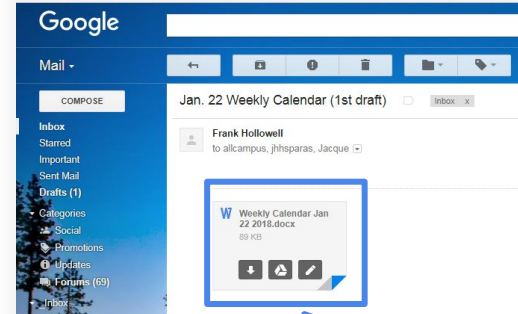 Google
Mail
COMPOSE
Inbox
Starred
Important
Sent Mail
Drafts (1)
Categories
Social
Promotions
Updates
Forums (69)
Inbox
Jan. 22 Weekly Calendar (1st draft)
Inbox x
Frank Hollowell
to allcampus, jhhsparas, Jacque
W Weekly Calendar Jan
22 2018.docx
89 KB